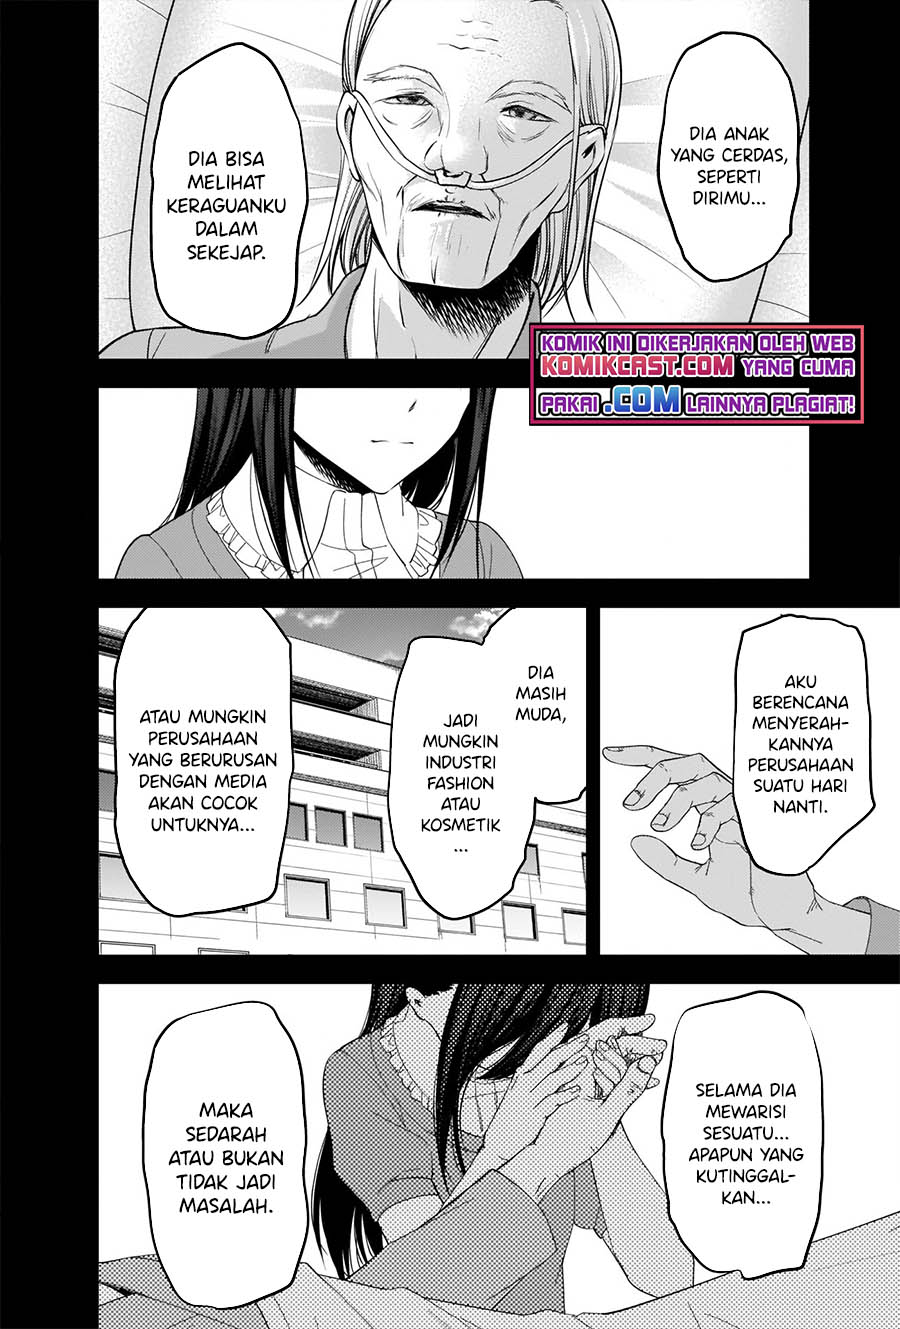 DIA ANAK
YANG CERDAS,
SEPERTI
DIRIMU...
DIA BISA
MELIHAT
KERAGUANKU
DALAM
SEKEJAP.
KOMIK INI DIKERJAKAN OLEH WEB
KOMIKCAST.COM YANG CUMA
PAKAI .COM LAINNYA PLAGIAT!
AKU
BERENCANA
MENYERAH-
KANNYA
PERUSAHAAN
SUATU HARI
NANTI.
DIA
MASIH
MUDA,
JADI
MUNGKIN
INDUSTRI
FASHION
ATAU
KOSMETIK
...
ATAU MUNGKIN
PERUSAHAAN
YANG BERURUSAN
DENGAN MEDIA
AKAN COCOK
UNTUKNYA...
SELAMA DIA
MEWARISI
SESUATU...
APAPUN YANG
KUTINGGAL-
KAN...
MAKA
SEDARAH
ATAU BUKAN
TIDAK JADI
MASALAH.